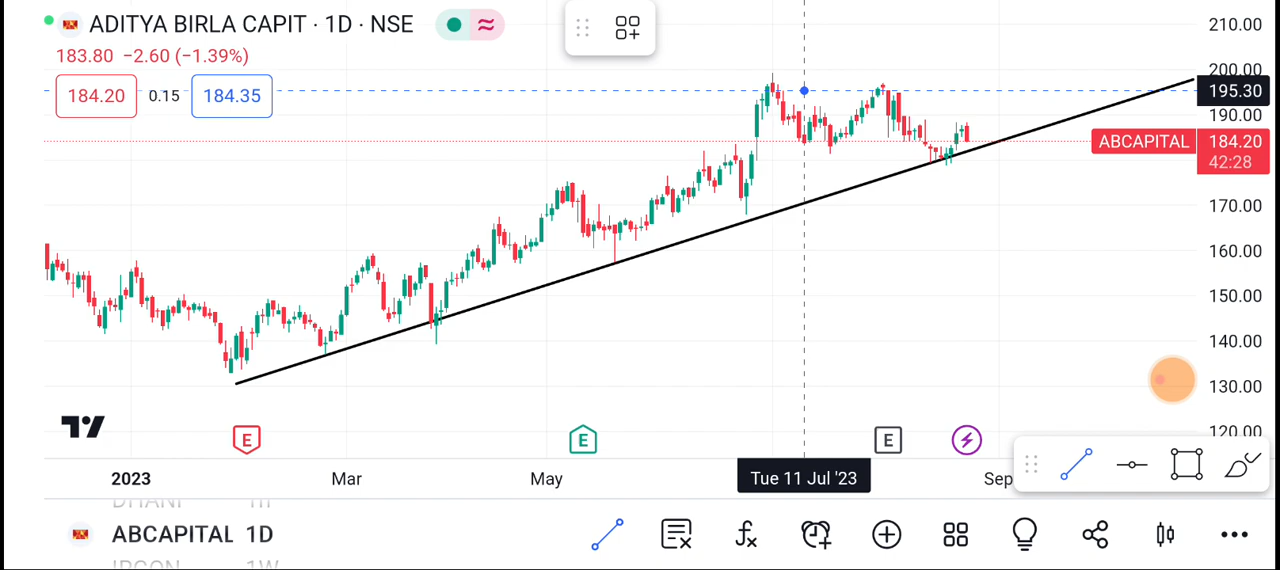 ADITYA BIRLA CAPIT · 1D · NSE
183.80 −2.60 (−1.39%)
184.20 0.15 184.35
210.00
200.00
195.30
190.00
ABCAPITAL 184.20
42:28
170.00
160.00
150.00
140.00
130.00
120.00
E E E
2023 Mar May Tue 11 Jul '23 Sep
ABCAPITAL 1D